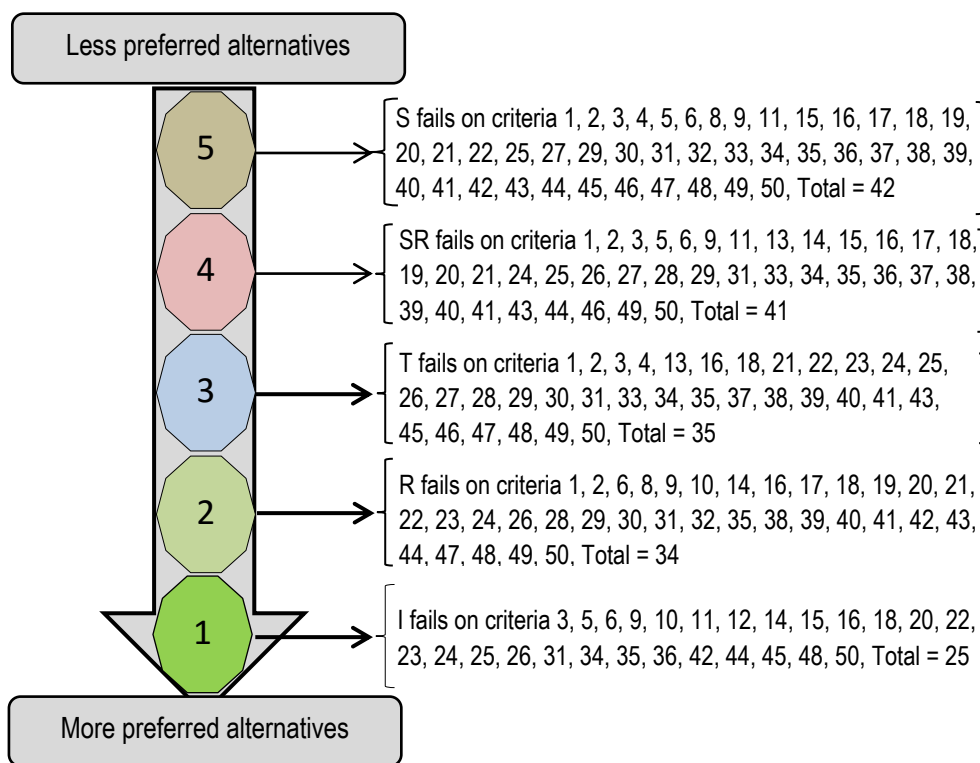 Less preferred alternatives
5
S fails on criteria 1, 2, 3, 4, 5, 6, 8, 9, 11, 15, 16, 17, 18, 19,
20, 21, 22, 25, 27, 29, 30, 31, 32, 33, 34, 35, 36, 37, 38, 39,
40, 41, 42, 43, 44, 45, 46, 47, 48, 49, 50, Total = 42
4
SR fails on criteria 1, 2, 3, 5, 6, 9, 11, 13, 14, 15, 16, 17, 18,
19, 20, 21, 24, 25, 26, 27, 28, 29, 31, 33, 34, 35, 36, 37, 38,
39, 40, 41, 43, 44, 46, 49, 50, Total = 41
3
T fails on criteria 1, 2, 3, 4, 13, 16, 18, 21, 22, 23, 24, 25,
26, 27, 28, 29, 30, 31, 33, 34, 35, 37, 38, 39, 40, 41, 43,
45, 46, 47, 48, 49, 50, Total = 35
2
R fails on criteria 1, 2, 6, 8, 9, 10, 14, 16, 17, 18, 19, 20, 21,
22, 23, 24, 26, 28, 29, 30, 31, 32, 35, 38, 39, 40, 41, 42, 43,
44, 47, 48, 49, 50, Total = 34
1
I fails on criteria 3, 5, 6, 9, 10, 11, 12, 14, 15, 16, 18, 20, 22,
23, 24, 25, 26, 31, 34, 35, 36, 42, 44, 45, 48, 50, Total = 25
More preferred alternatives